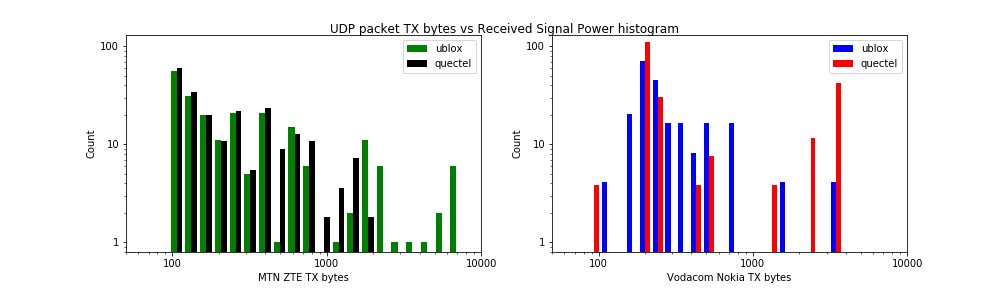 UDP packet TX bytes vs Received Signal Power histogram
100
10
1
Count
100
1000
10000
MTN ZTE TX bytes
ublox
quectel
100
10
1
Count
100
1000
10000
Vodacom Nokia TX bytes
ublox
quectel